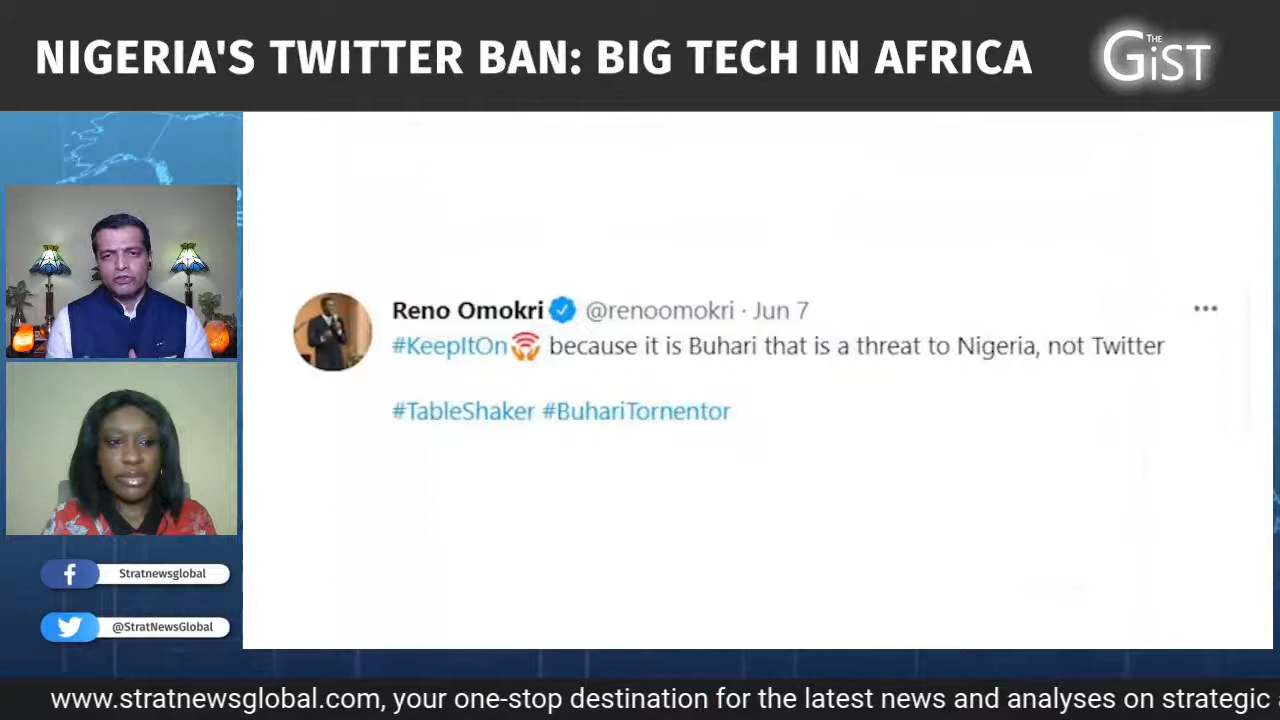 NIGERIA'S TWITTER BAN: BIG TECH IN AFRICA
THE GiST
Reno Omokri @renoomokri · Jun 7
#KeepItOn because it is Buhari that is a threat to Nigeria, not Twitter
#TableShaker #BuhariTornentor
Stratnewsglobal
@StratNewsGlobal
www.stratnewsglobal.com, your one-stop destination for the latest news and analyses on strategic